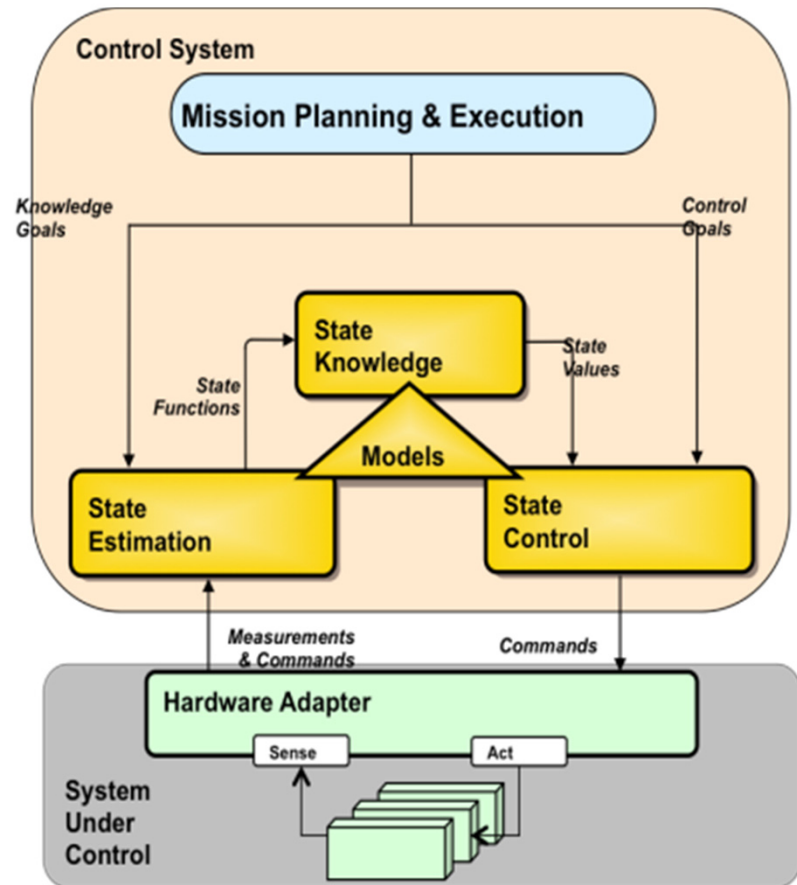 Control System
Mission Planning & Execution
Knowledge
Goals
Control
Goals
State
Knowledge
State
Functions
State
Values
Models
State
Estimation
State
Control
Measurements
& Commands
Commands
Hardware Adapter
Sense
Act
System
Under
Control